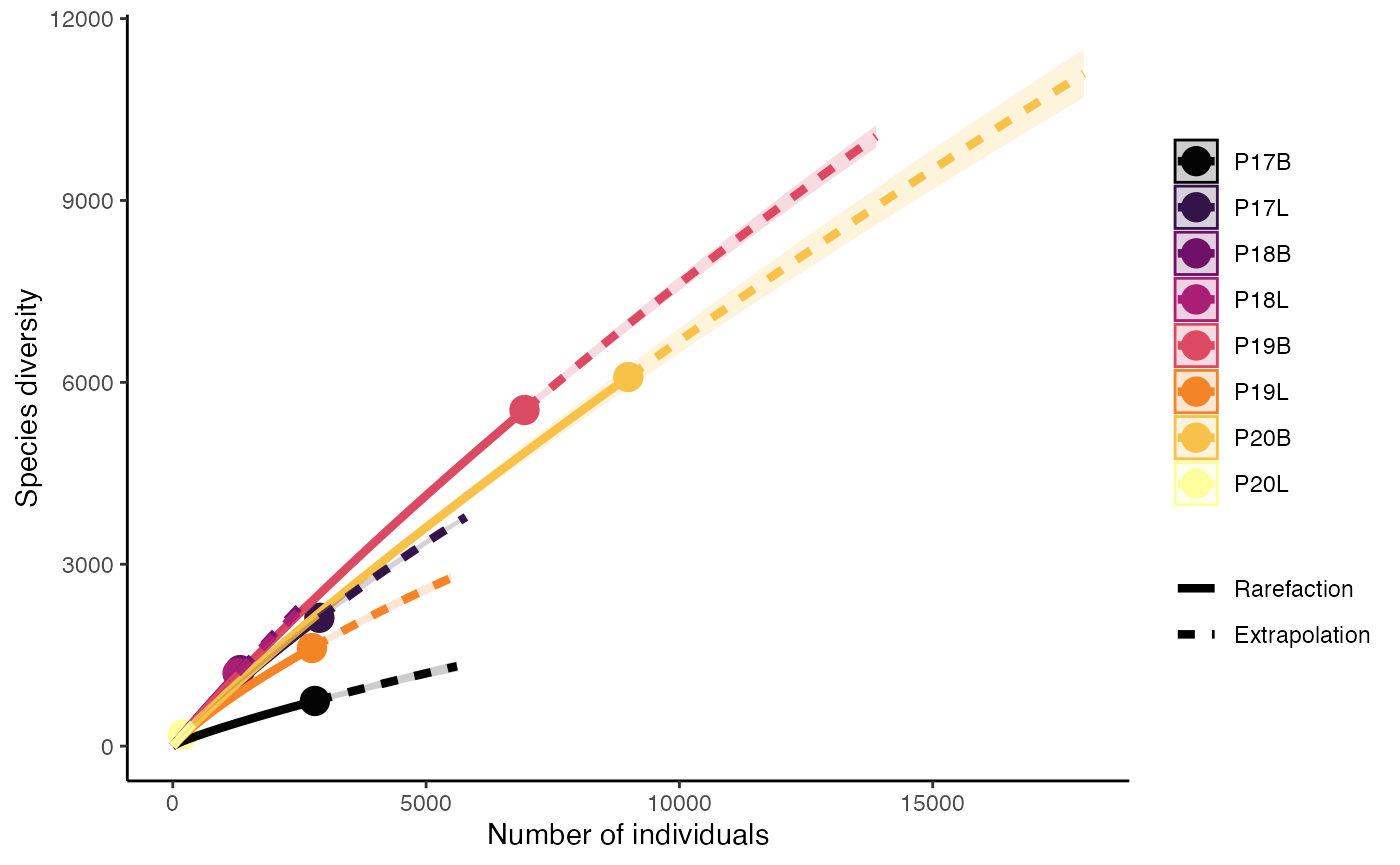 12000
9000
6000
3000
0
Species diversity
0
5000
10000
15000
Number of individuals
P17B
P17L
P18B
P18L
P19B
P19L
P20B
P20L
Rarefaction
Extrapolation